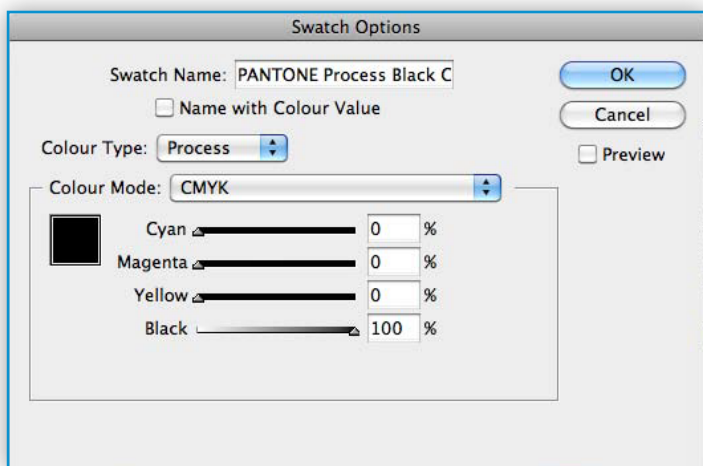 Swatch Options
Swatch Name: PANTONE Process Black C
Name with Colour Value
Colour Type: Process
Colour Mode: CMYK
Cyan 0 %
Magenta 0 %
Yellow 0 %
Black 100 %
OK
Cancel
Preview